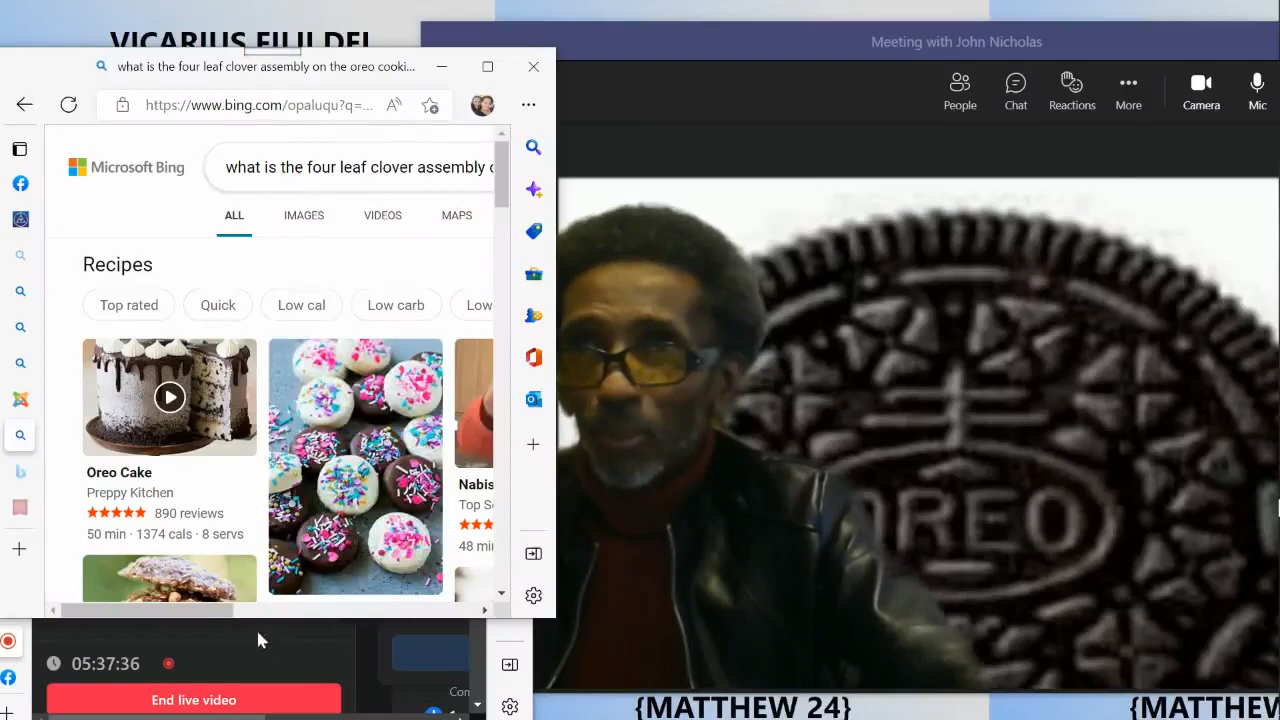 VICARIUS FILII DEI
Meeting with John Nicholas
what is the four leaf clover assembly on the oreo cooki...
https://www.bing.com/opaluqu?q=...
People
Chat
Reactions
More
Camera
Mic
Microsoft Bing
what is the four leaf clover assembly
ALL
IMAGES
VIDEOS
MAPS
Recipes
Top rated
Quick
Low cal
Low carb
Low
Oreo Cake
Preppy Kitchen
890 reviews
50 min · 1374 cals · 8 servs
Nabis
Top S
48 mi
OREO
05:37:36
End live video
Con
{MATTHEW 24}
{MATTHEW